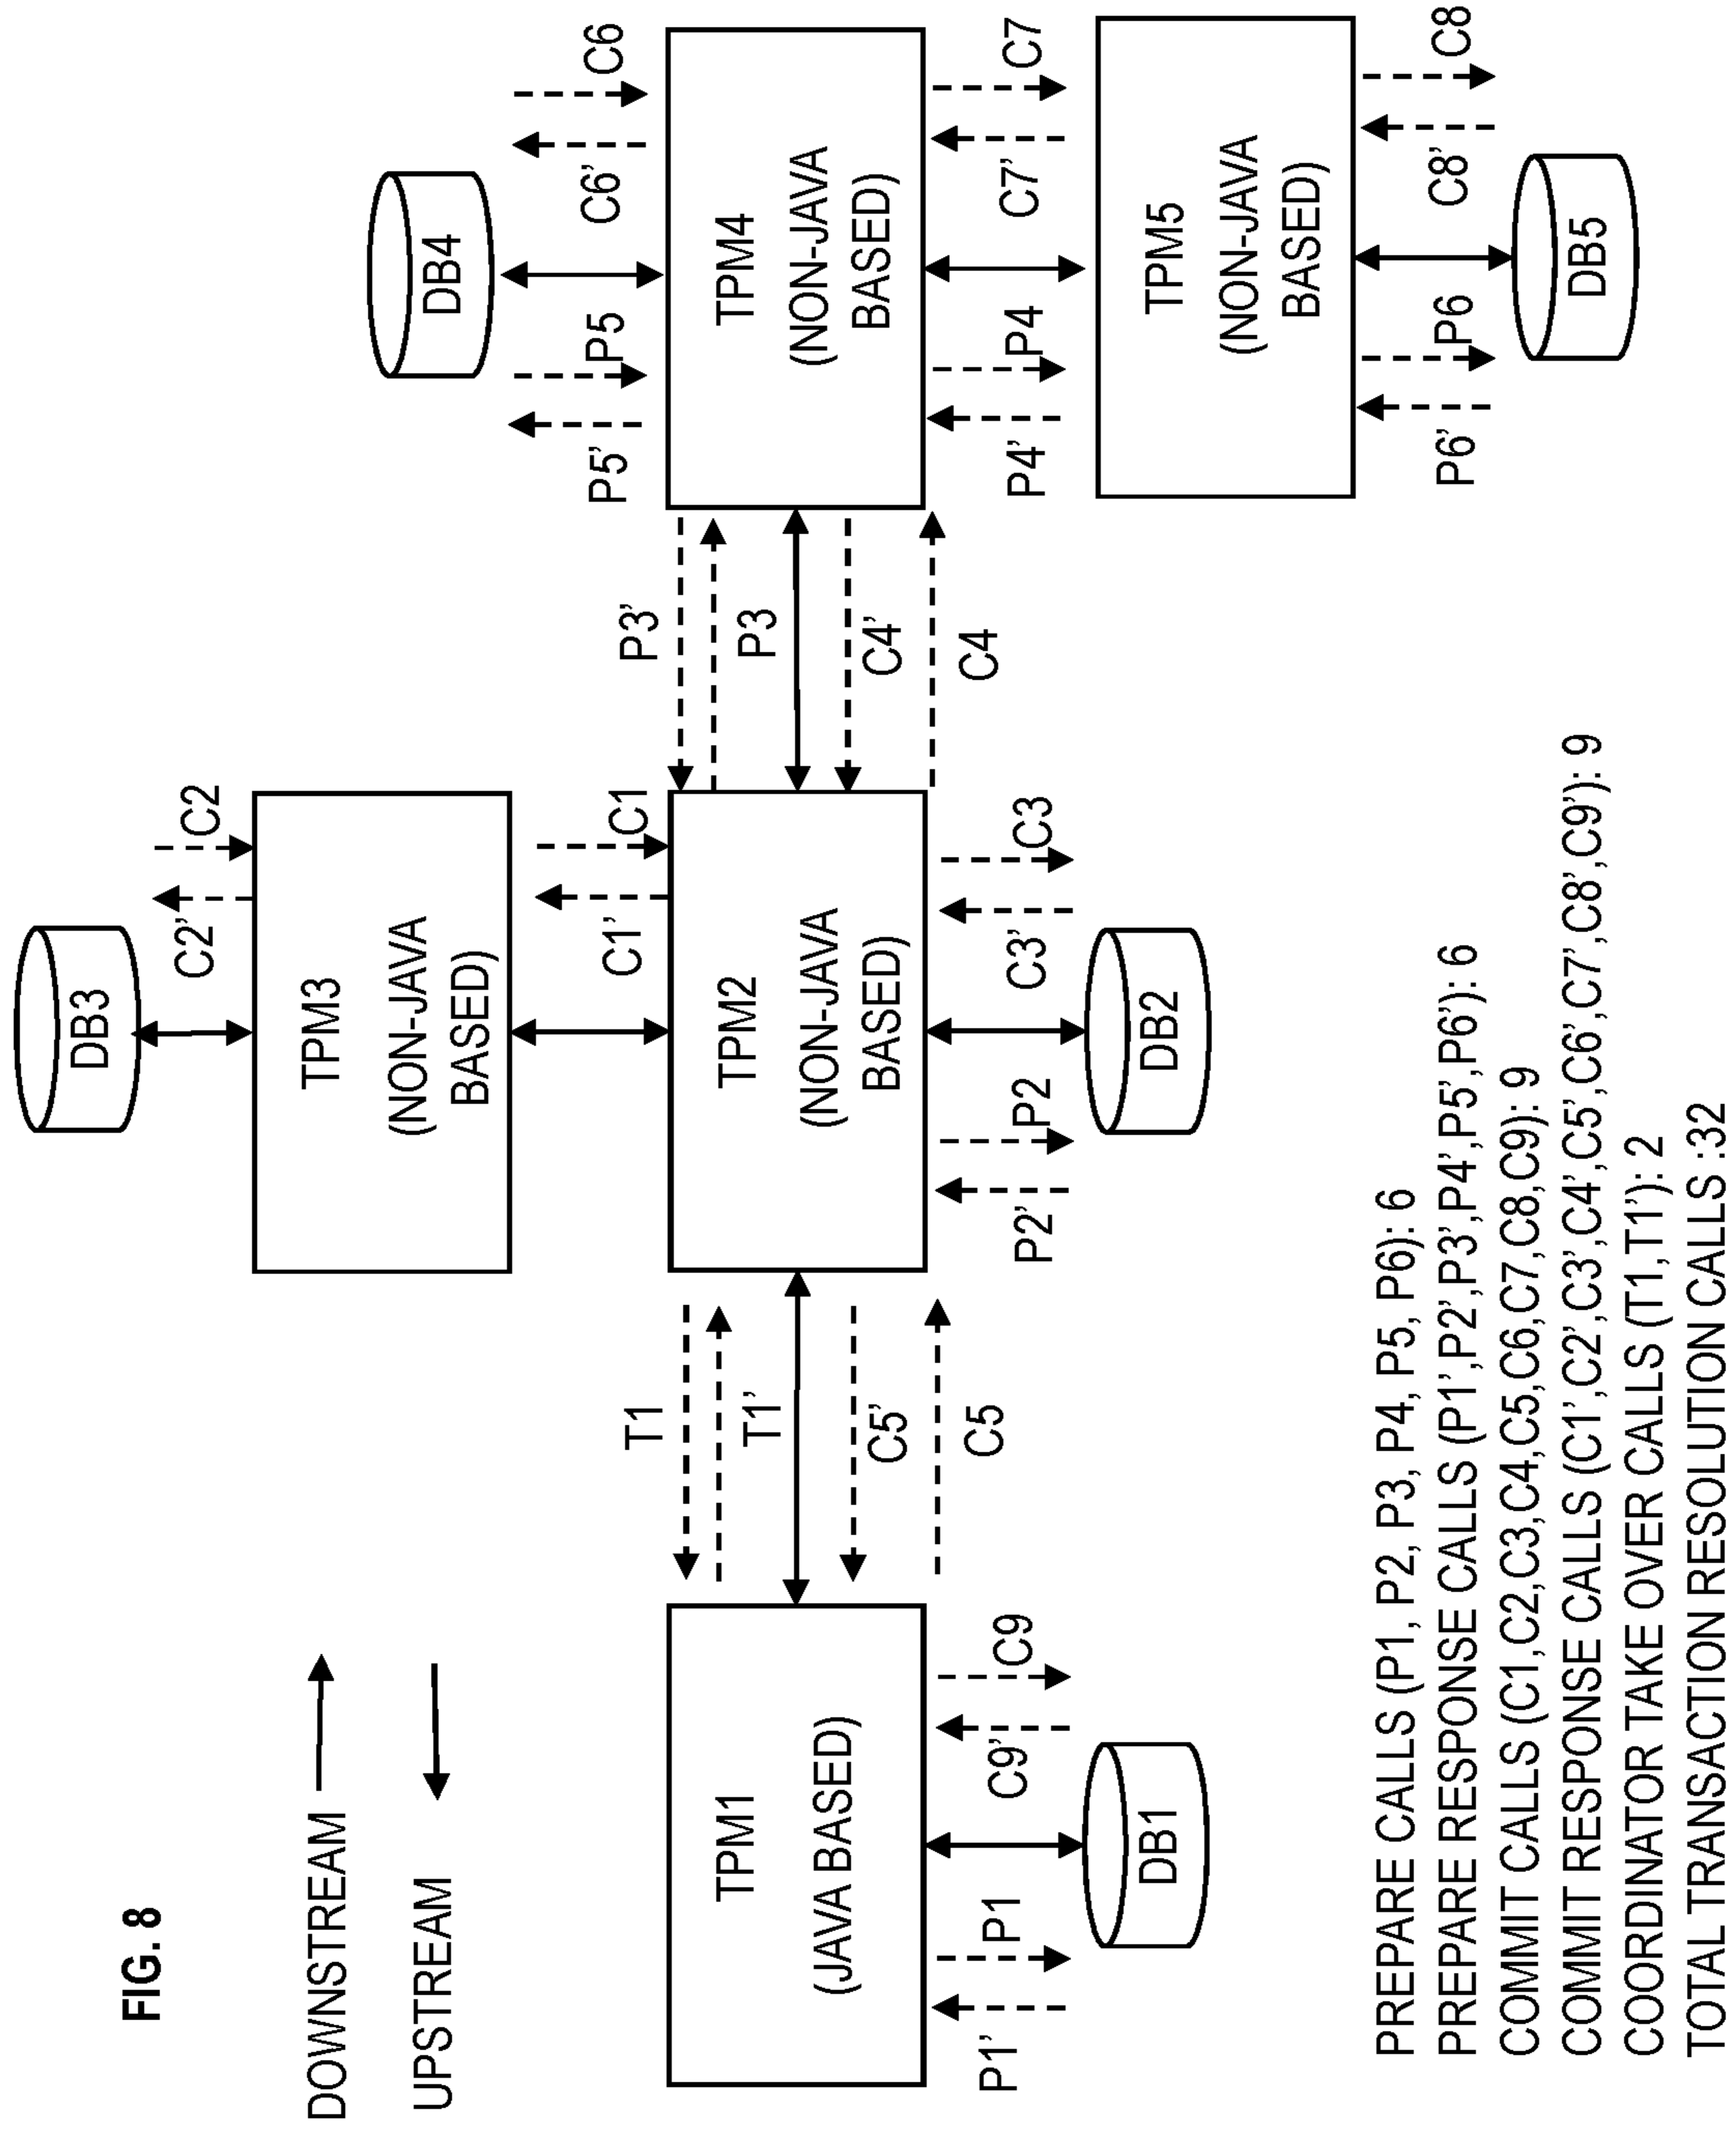 FIG. 8
DOWNSTREAM
UPSTREAM
DB3
C2'
C2
TPM3
(NON-JAVA
BASED)
C1'
C1
DB4
P5'
P5
C6'
C6
T1
T1'
C5'
C5
P3'
P3
C4'
C4
TPM1
(JAVA BASED)
TPM2
(NON-JAVA
BASED)
TPM4
(NON-JAVA
BASED)
P1'
P1
C9'
C9
DB1
P2'
P2
C3'
C3
DB2
P4'
P4
C7'
C7
TPM5
(NON-JAVA
BASED)
P6'
P6
C8'
C8
DB5
PREPARE CALLS (P1, P2, P3, P4, P5, P6): 6
PREPARE RESPONSE CALLS (P1',P2',P3',P4',P5',P6'): 6
COMMIT CALLS (C1,C2,C3,C4,C5,C6,C7,C8,C9): 9
COMMIT RESPONSE CALLS (C1',C2',C3',C4',C5',C6',C7',C8',C9'): 9
COORDINATOR TAKE OVER CALLS (T1,T1'): 2
TOTAL TRANSACTION RESOLUTION CALLS :32